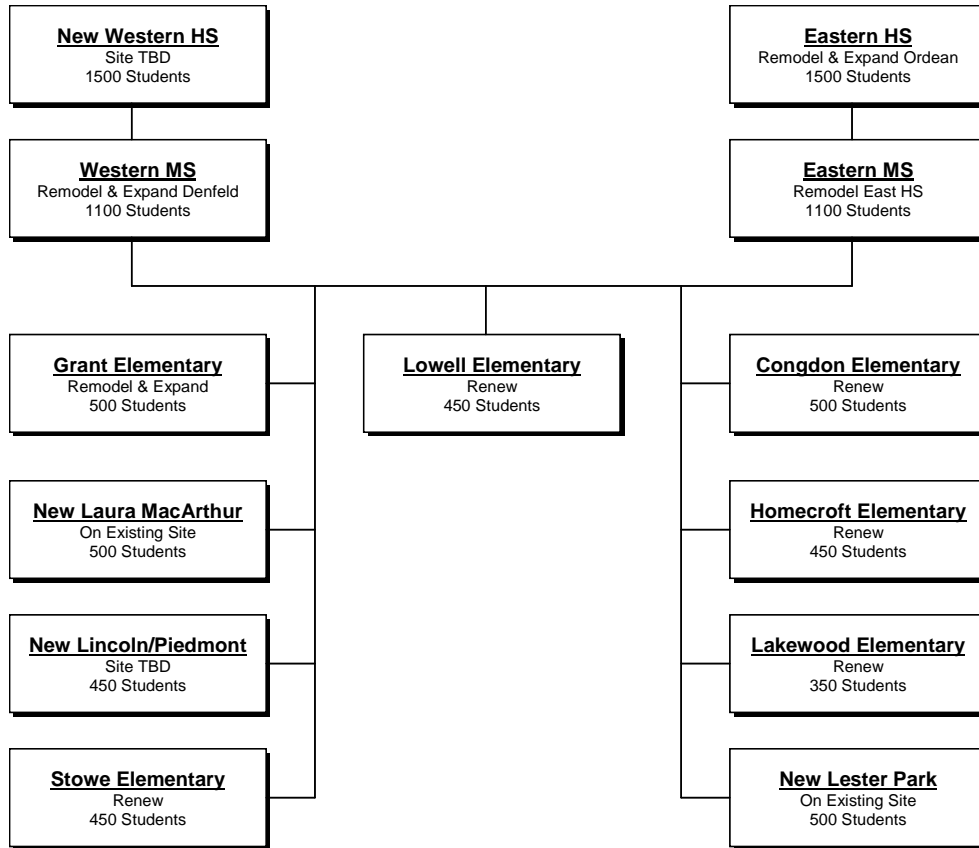 New Western HS
Site TBD
1500 Students
Eastern HS
Remodel & Expand Ordean
1500 Students
Western MS
Remodel & Expand Denfeld
1100 Students
Eastern MS
Remodel East HS
1100 Students
Grant Elementary
Remodel & Expand
500 Students
Lowell Elementary
Renew
450 Students
Congdon Elementary
Renew
500 Students
New Laura MacArthur
On Existing Site
500 Students
Homecroft Elementary
Renew
450 Students
New Lincoln/Piedmont
Site TBD
450 Students
Lakewood Elementary
Renew
350 Students
Stowe Elementary
Renew
450 Students
New Lester Park
On Existing Site
500 Students